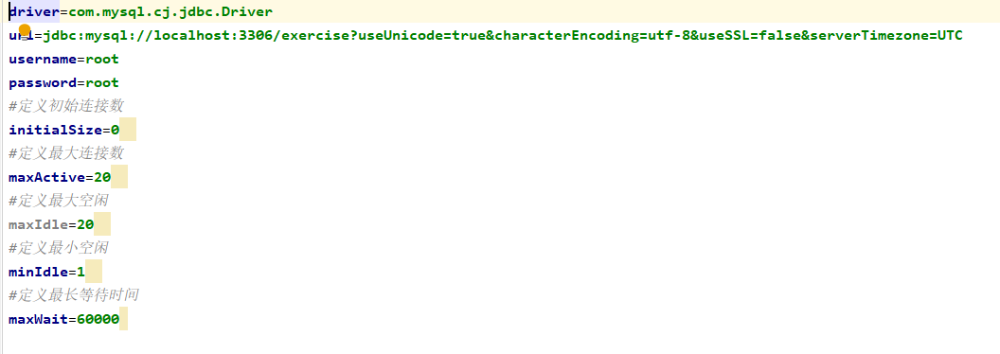 driver=com.mysql.cj.jdbc.Driver
url=jdbc:mysql://localhost:3306/exercise?useUnicode=true&characterEncoding=utf-8&useSSL=false&serverTimezone=UTC
username=root
password=root
#定义初始连接数
initialSize=0
#定义最大连接数
maxActive=20
#定义最大空闲
maxIdle=20
#定义最小空闲
minIdle=1
#定义最长等待时间
maxWait=60000